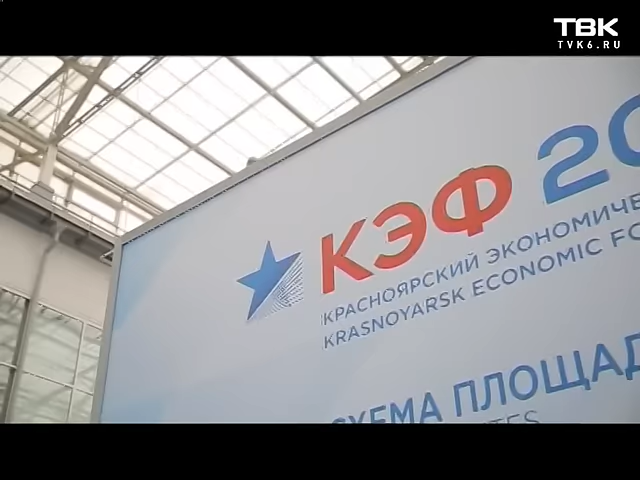 ТВК
TVK6.RU
КЭФ 20
КРАСНОЯРСКИЙ ЭКОНОМИЧЕ
KRASNOYARSK ECONOMIC FO
СХЕМА ПЛОЩАД